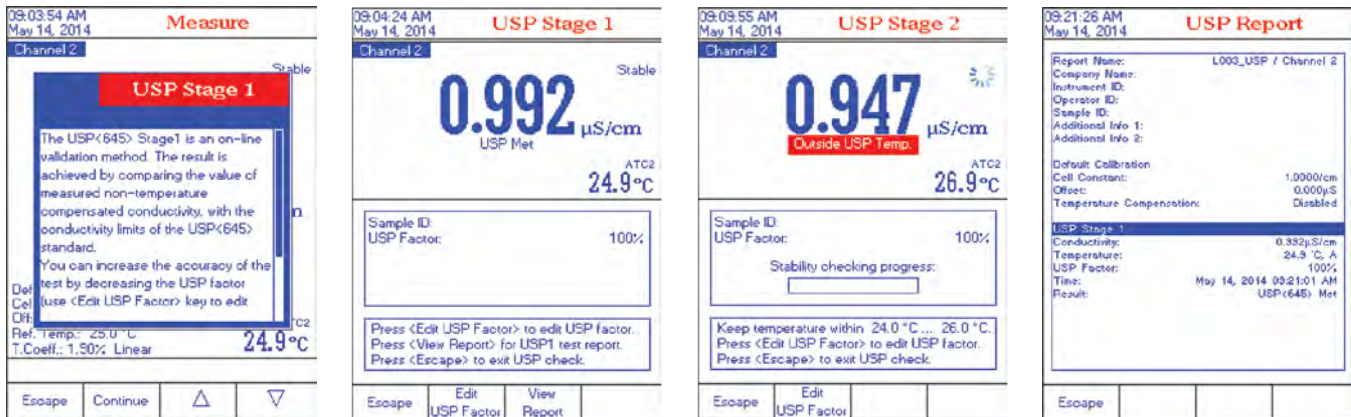 09:03:54 AM
May 14, 2014
Measure
Channel 2
Stable
USP Stage 1
The USP<645> Stage1 is an on-line
validation method. The result is
achieved by comparing the value of
measured non-temperature
compensated conductivity, with the
conductivity limits of the USP<645>
standard.
You can increase the accuracy of the
test by decreasing the USP factor
(use <Edit USP Factor> key to edit
n
Def
Cel
Off
Ref. Temp.: 25.0 °C
T.Coeff.: 1.90% Linear
TC2
24.9°C
Escape
Continue
△
▽
09:04:24 AM
May 14, 2014
USP Stage 1
Channel 2
Stable
0.992 µS/cm
USP Met
ATC2
24.9°C
Sample ID:
USP Factor: 100%
Press <Edit USP Factor> to edit USP factor.
Press <View Report> for USP1 test report.
Press <Escape> to exit USP check.
Escape
Edit
USP Factor
View
Report
09:09:55 AM
May 14, 2014
USP Stage 2
Channel 2
0.947 µS/cm
Outside USP Temp.
ATC2
26.9°C
Sample ID:
USP Factor: 100%
Stability checking progress:
Keep temperature within 24.0 °C ... 26.0 °C.
Press <Edit USP Factor> to edit USP factor.
Press <Escape> to exit USP check.
Escape
Edit
USP Factor
09:21:26 AM
May 14, 2014
USP Report
Report Name: L003_USP / Channel 2
Company Name:
Instrument ID:
Operator ID:
Sample ID:
Additional Info 1:
Additional Info 2:
Default Calibration
Cell Constant: 1.0000/cm
Offset: 0.000µS
Temperature Compensation: Disabled
USP Stage 1
Conductivity: 0.992µS/cm
Temperature: 24.9 °C, A
USP Factor: 100%
Time: May 14, 2014 09:21:01 AM
Result: USP<645> Met
Escape